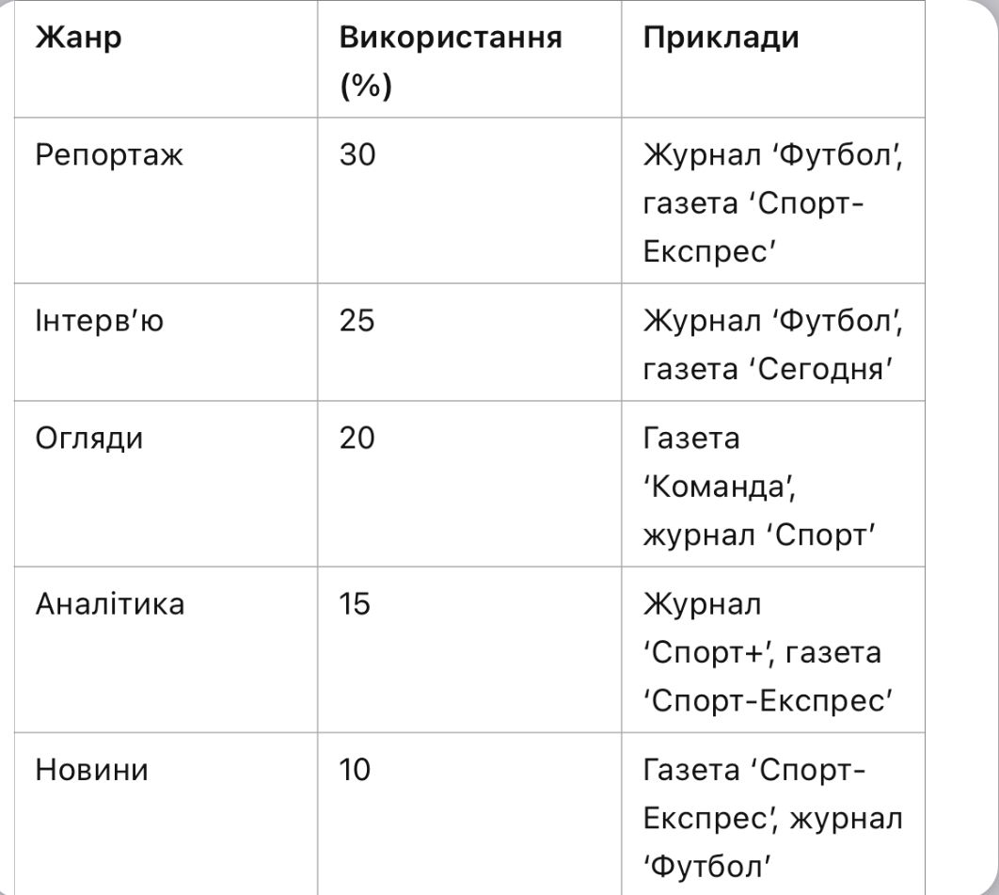 Жанр
Використання
(%)
Приклади
Репортаж
30
Журнал ‘Футбол’,
газета ‘Спорт-
Експрес’
Інтерв’ю
25
Журнал ‘Футбол’,
газета ‘Сегодня’
Огляди
20
Газета
‘Команда’,
журнал ‘Спорт’
Аналітика
15
Журнал
‘Спорт+’, газета
‘Спорт-Експрес’
Новини
10
Газета ‘Спорт-
Експрес’, журнал
‘Футбол’